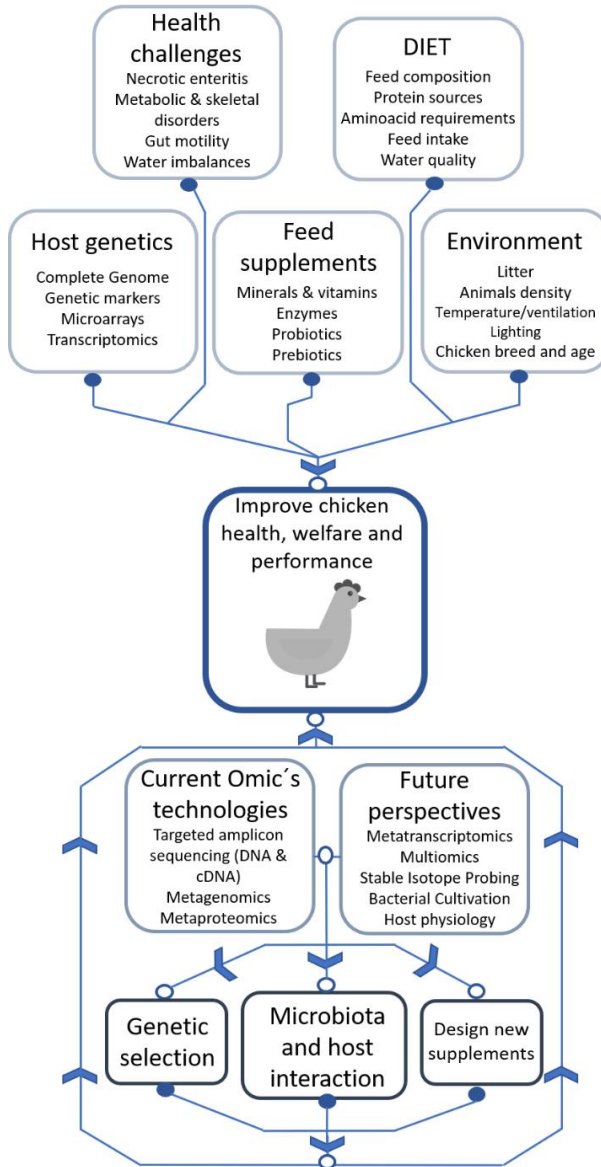 Health
challenges
Necrotic enteritis
Metabolic & skeletal
disorders
Gut motility
Water imbalances
DIET
Feed composition
Protein sources
Aminoacid requirements
Feed intake
Water quality
Host genetics
Complete Genome
Genetic markers
Microarrays
Transcriptomics
Feed
supplements
Minerals & vitamins
Enzymes
Probiotics
Prebiotics
Environment
Litter
Animals density
Temperature/ventilation
Lighting
Chicken breed and age
Improve chicken
health, welfare and
performance
Current Omic´s
technologies
Targeted amplicon
sequencing (DNA &
cDNA)
Metagenomics
Metaproteomics
Future
perspectives
Metatranscriptomics
Multiomics
Stable Isotope Probing
Bacterial Cultivation
Host physiology
Genetic
selection
Microbiota
and host
interaction
Design new
supplements